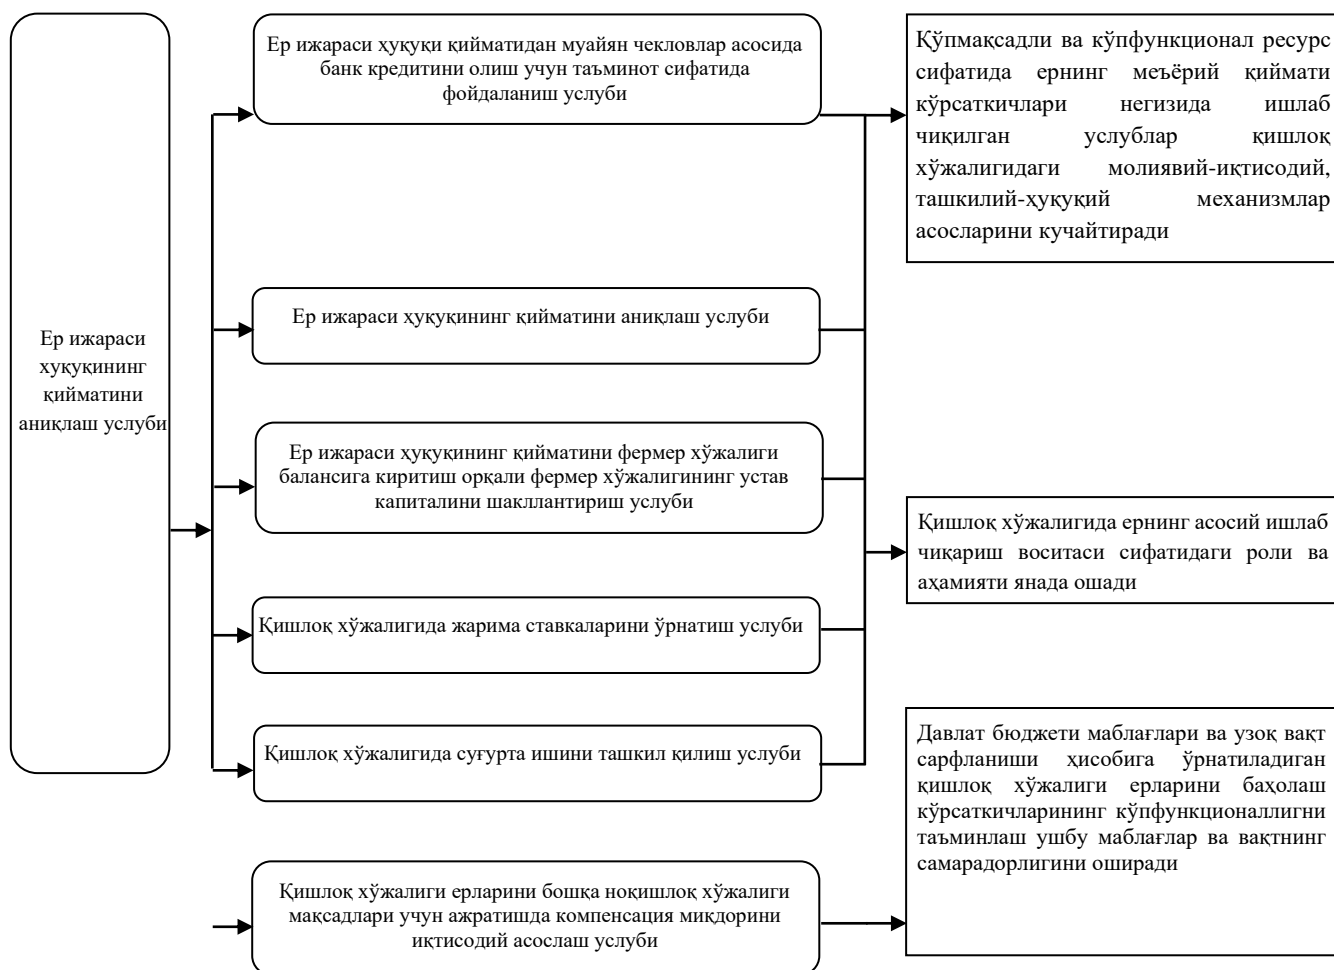 Ер ижараси
хуқуқининг
қийматини
аниқлаш услуби
Ер ижараси ҳуқуқи қийматидан муайян чекловлар асосида
банк кредитини олиш учун таъминот сифатида
фойдаланиш услуби
Ер ижараси ҳуқуқининг қийматини аниқлаш услуби
Ер ижараси ҳуқуқининг қийматини фермер хўжалиги
балансига киритиш орқали фермер хўжалигининг устав
капиталини шакллантириш услуби
Қишлоқ хўжалигида жарима ставкаларини ўрнатиш услуби
Қишлоқ хўжалигида суғурта ишини ташкил қилиш услуби
Қишлоқ хўжалиги ерларини бошқа ноқишлоқ хўжалиги
мақсадлари учун ажратишда компенсация миқдорини
иқтисодий асослаш услуби
Қўпмақсадли ва кўпфункционал ресурс
сифатида ернинг меъёрий қиймати
кўрсаткичлари негизида ишлаб
чиқилган услублар қишлоқ
хўжалигидаги молиявий-иқтисодий,
ташкилий-ҳуқуқий механизмлар
асосларини кучайтиради
Қишлоқ хўжалигида ернинг асосий ишлаб
чиқариш воситаси сифатидаги роли ва
аҳамияти янада ошади
Давлат бюджети маблағлари ва узоқ вақт
сарфланиши ҳисобига ўрнатиладиган
қишлоқ хўжалиги ерларини баҳолаш
кўрсаткичларининг кўпфункционаллигни
таъминлаш ушбу маблағлар ва вақтнинг
самарадорлигини оширади